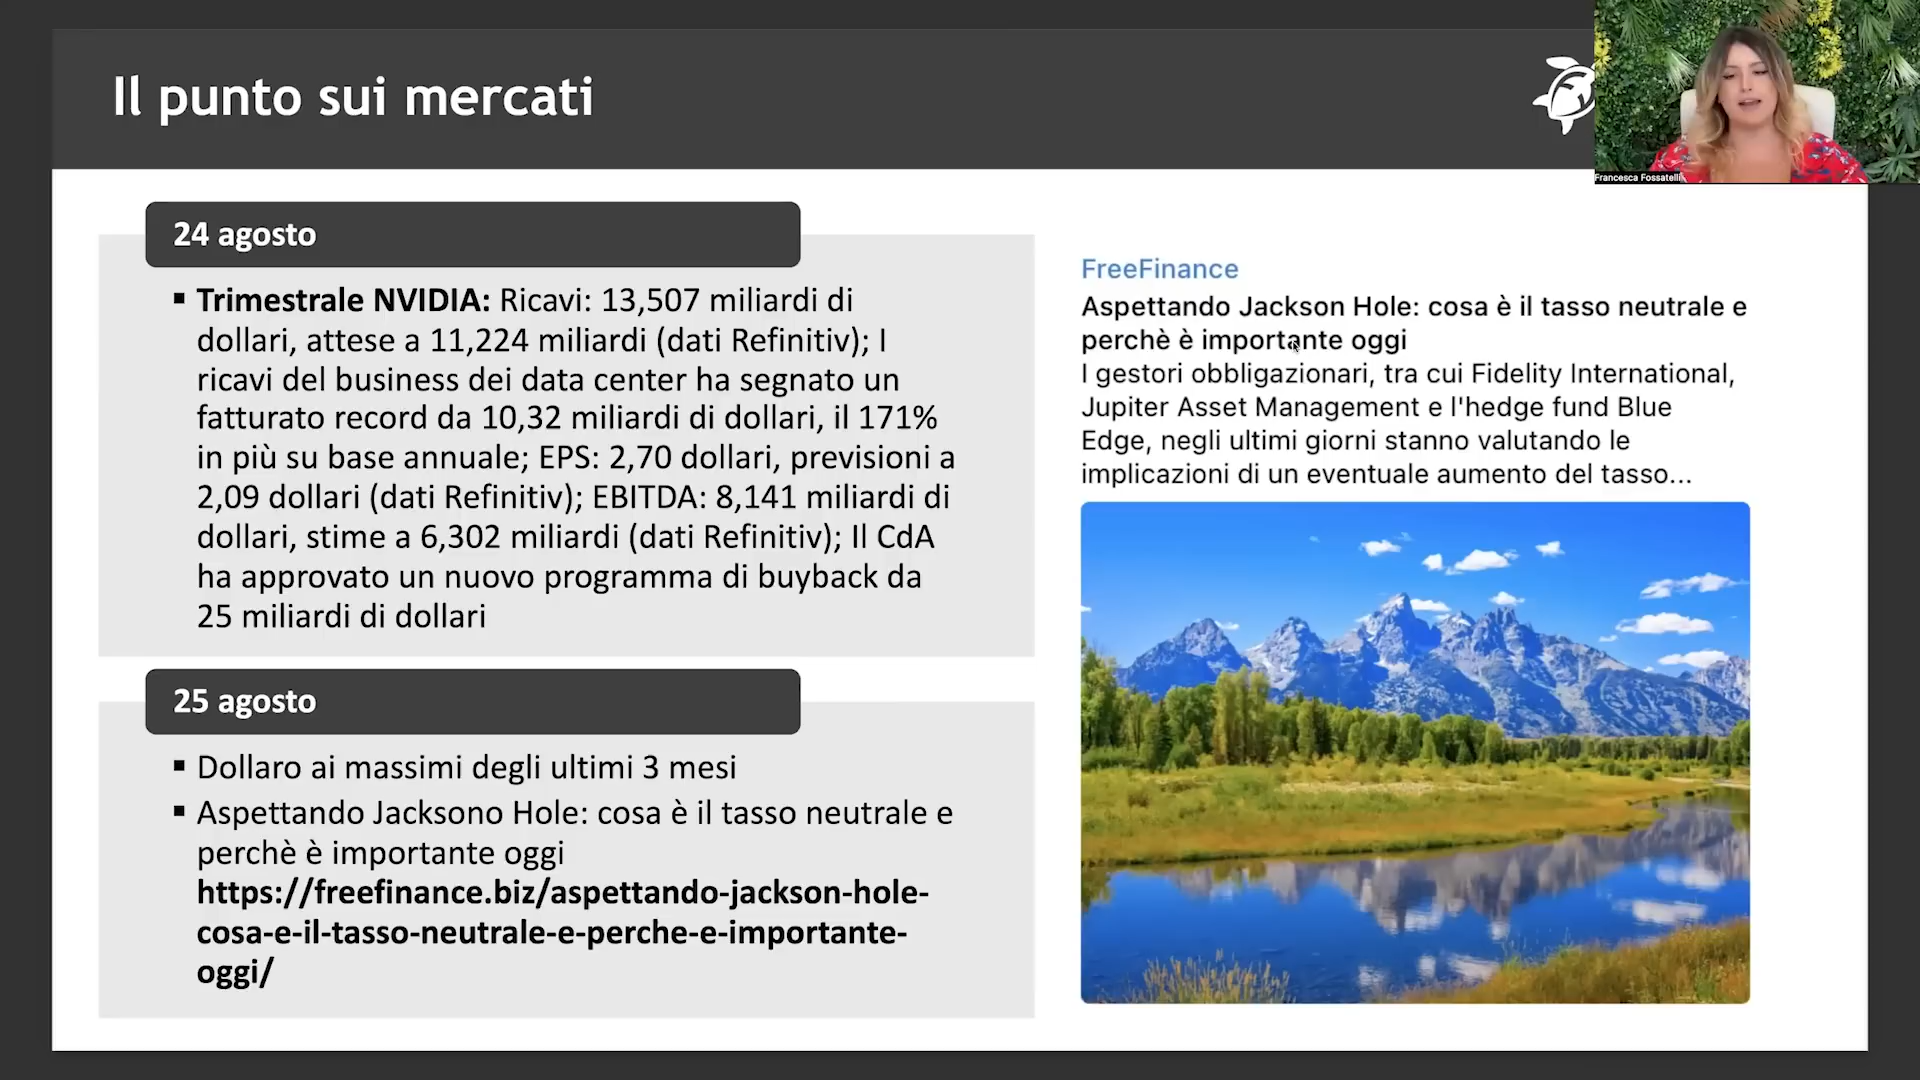 Il punto sui mercati
Francesca Fossatelli
24 agosto
▪ Trimestrale NVIDIA: Ricavi: 13,507 miliardi di
dollari, attese a 11,224 miliardi (dati Refinitiv); I
ricavi del business dei data center ha segnato un
fatturato record da 10,32 miliardi di dollari, il 171%
in più su base annuale; EPS: 2,70 dollari, previsioni a
2,09 dollari (dati Refinitiv); EBITDA: 8,141 miliardi di
dollari, stime a 6,302 miliardi (dati Refinitiv); Il CdA
ha approvato un nuovo programma di buyback da
25 miliardi di dollari
25 agosto
▪ Dollaro ai massimi degli ultimi 3 mesi
▪ Aspettando Jacksono Hole: cosa è il tasso neutrale e
perchè è importante oggi
https://freefinance.biz/aspettando-jackson-hole-
cosa-e-il-tasso-neutrale-e-perche-e-importante-
oggi/
FreeFinance
Aspettando Jackson Hole: cosa è il tasso neutrale e
perchè è importante oggi
I gestori obbligazionari, tra cui Fidelity International,
Jupiter Asset Management e l'hedge fund Blue
Edge, negli ultimi giorni stanno valutando le
implicazioni di un eventuale aumento del tasso...